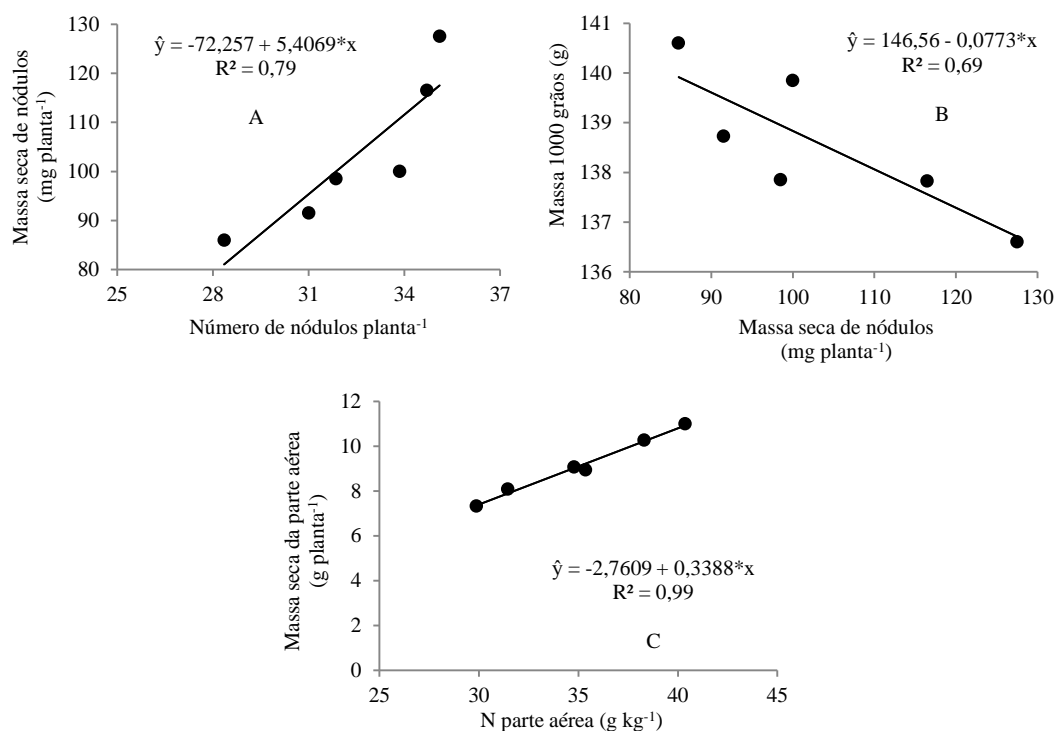 Massa seca de nódulos
(mg planta⁻¹)
130
120
110
100
90
80
ŷ = -72,257 + 5,4069*x
R² = 0,79
A
25
28
31
34
37
Número de nódulos planta⁻¹
Massa 1000 grãos (g)
141
140
139
138
137
136
ŷ = 146,56 - 0,0773*x
R² = 0,69
B
80
90
100
110
120
130
Massa seca de nódulos
(mg planta⁻¹)
Massa seca da parte aérea
(g planta⁻¹)
12
10
8
6
4
2
0
ŷ = -2,7609 + 0,3388*x
R² = 0,99
C
25
30
35
40
45
N parte aérea (g kg⁻¹)